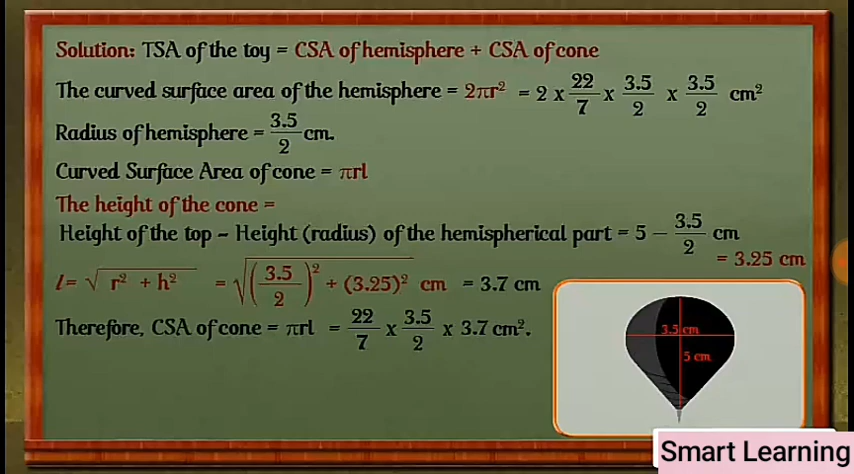 Solution: TSA of the toy = CSA of hemisphere + CSA of cone
The curved surface area of the hemisphere = 2πr² = 2 x 22/7 x 3.5/2 x 3.5/2 cm²
Radius of hemisphere = 3.5/2 cm.
Curved Surface Area of cone = πrl
The height of the cone =
Height of the top – Height (radius) of the hemispherical part = 5 – 3.5/2 cm
= 3.25 cm
l = √(r² + h²) = √((3.5/2)² + (3.25)²) cm = 3.7 cm
Therefore, CSA of cone = πrl = 22/7 x 3.5/2 x 3.7 cm².
3.5 cm
5 cm
Smart Learning